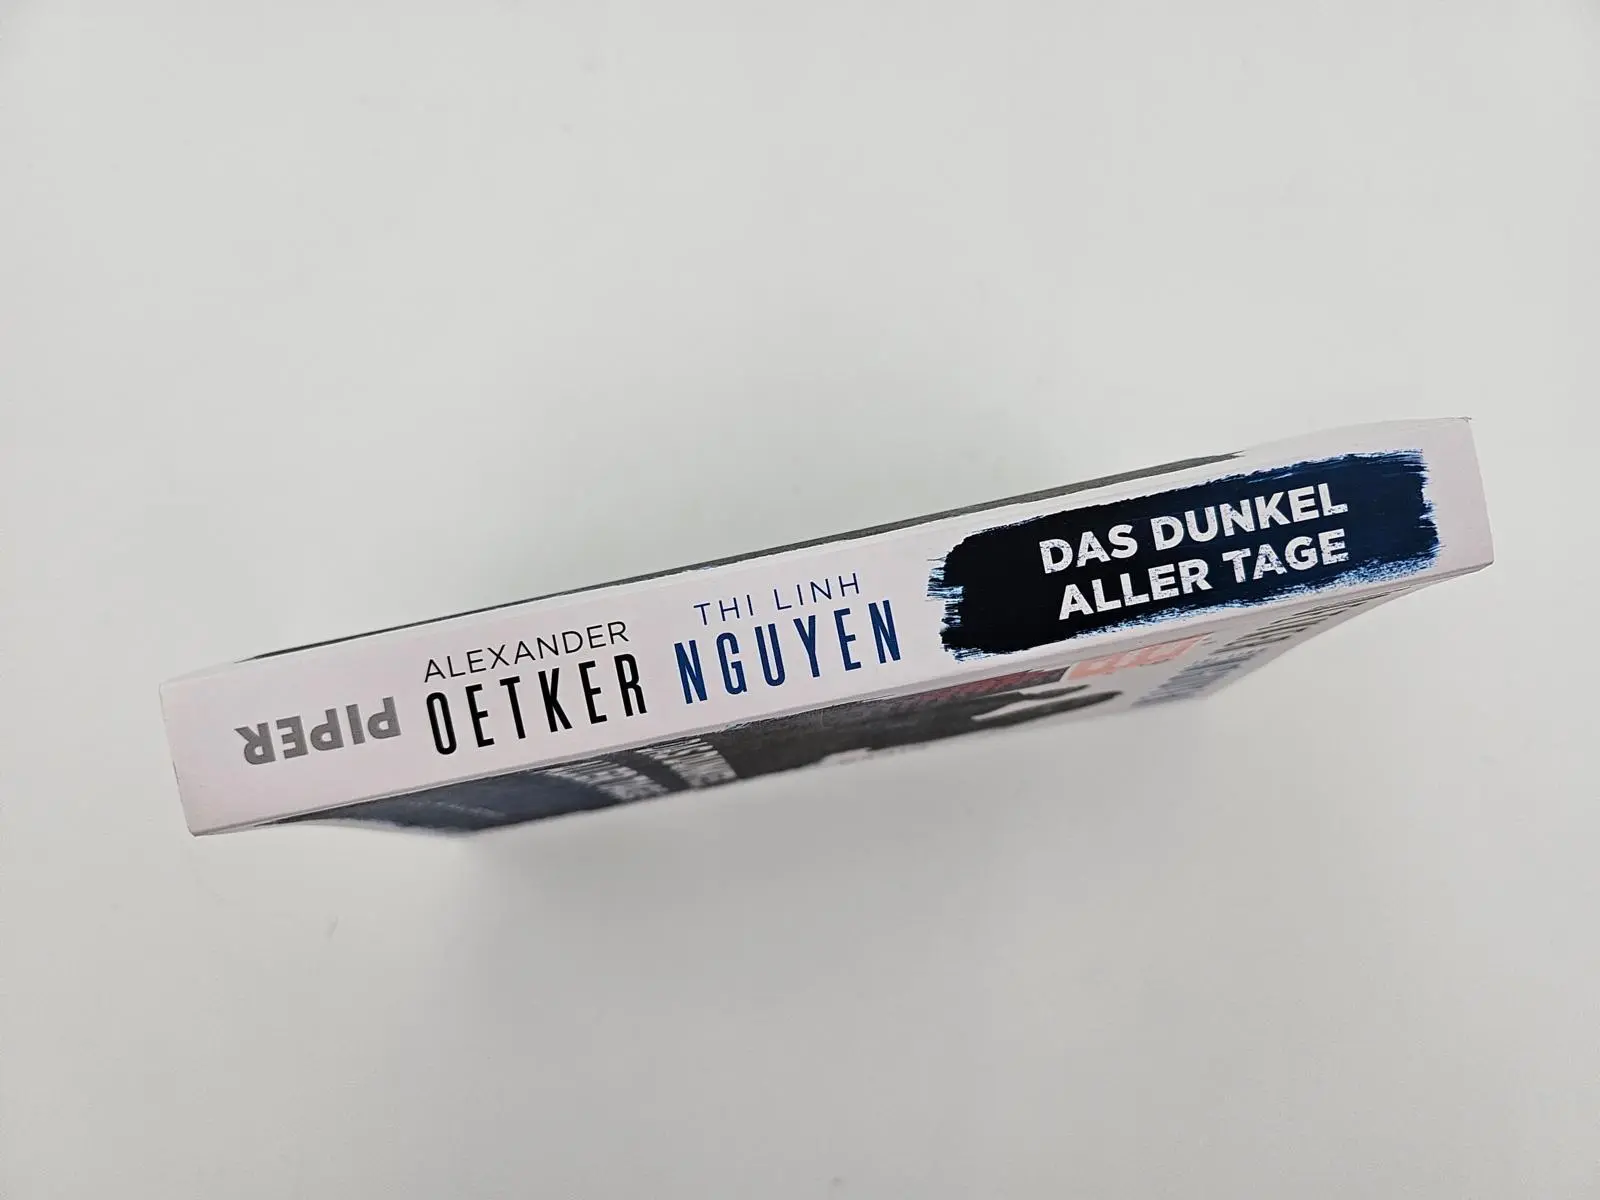 PIPER
ALEXANDER
OETKER
THI LINH
NGUYEN
DAS DUNKEL
ALLER TAGE